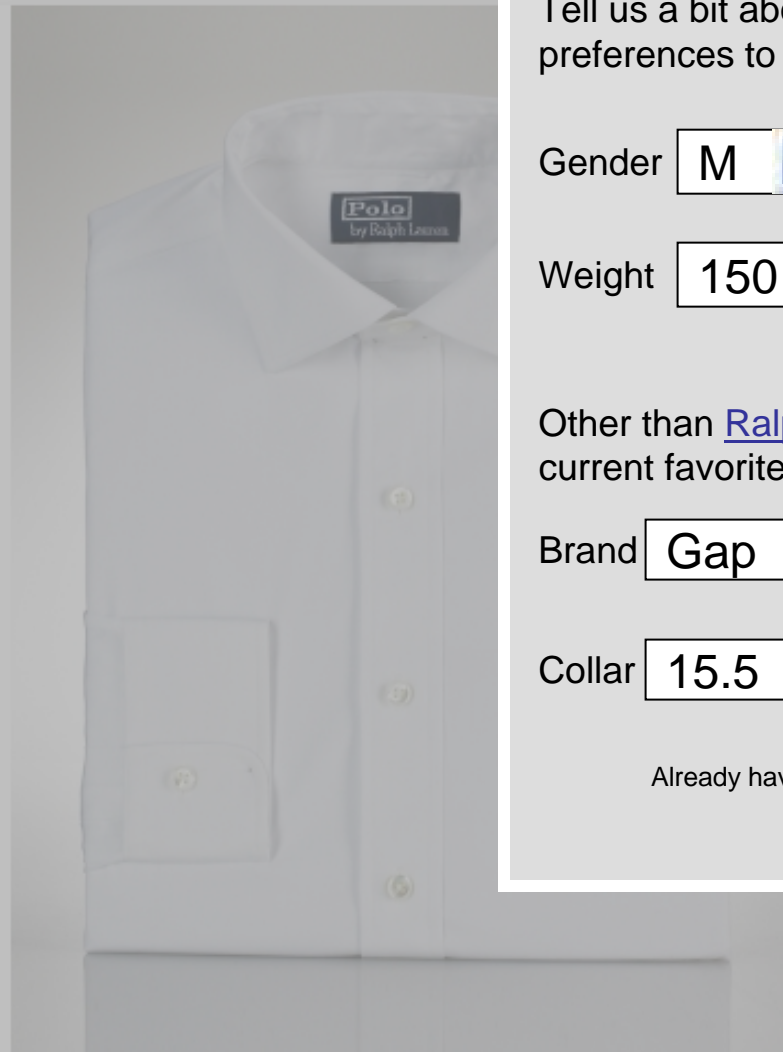 Tell us a bit abo
preferences to
Gender M
Weight 150
Other than Ral
current favorite
Brand Gap
Collar 15.5
Already hav
Polo
by Ralph Lauren